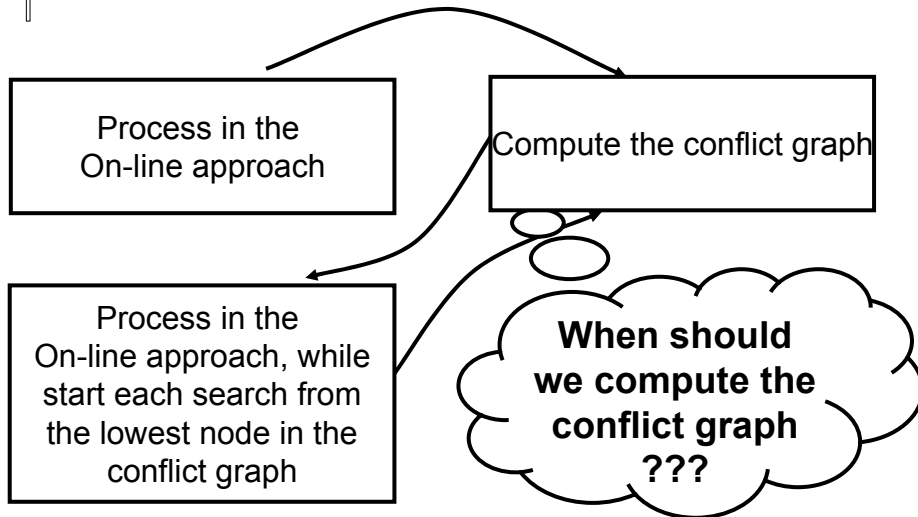 Process in the
On-line approach
Compute the conflict graph
Process in the
On-line approach, while
start each search from
the lowest node in the
conflict graph
When should
we compute the
conflict graph
???